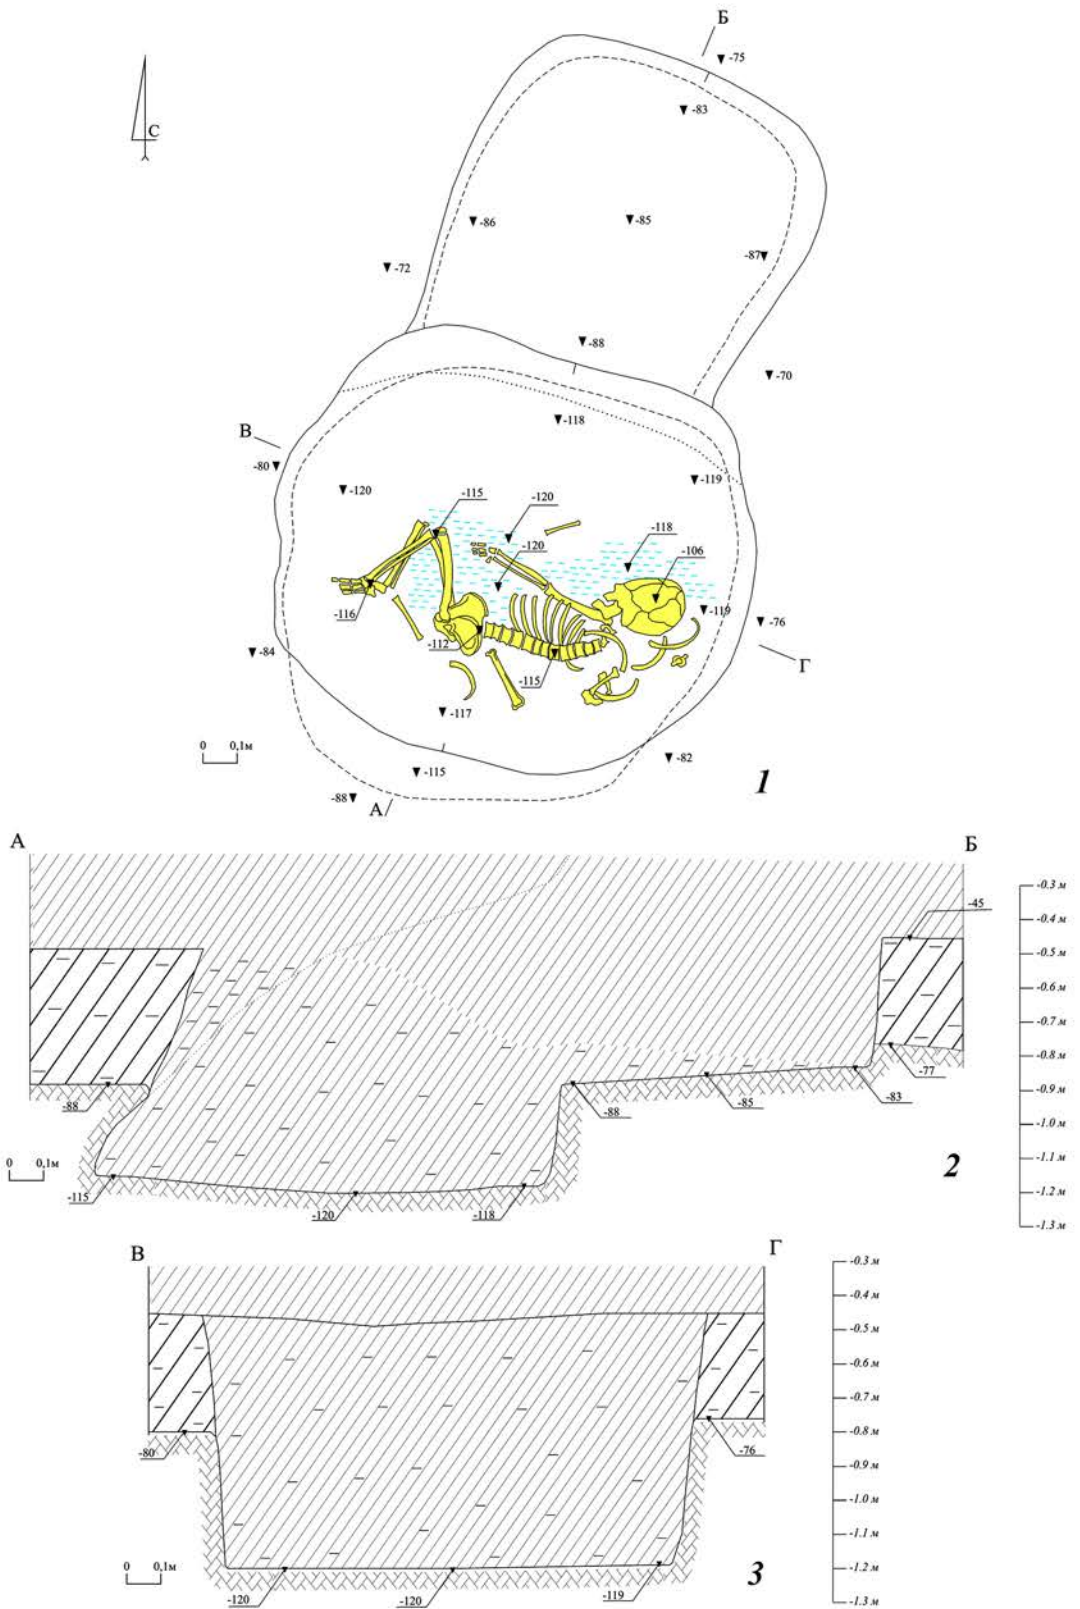 Б
-75
С
-83
-86
-85
-87
-72
-88
-70
-118
В
-80
-120
-115
-120
-119
-118
-120
-106
-116
-119
-76
-112
Г
-84
-115
-117
0 0,1м
-82
-115
1
-88
А
А
Б
-0.3 м
-45
-0.4 м
-0.5 м
-0.6 м
-0.7 м
-0.8 м
-77
-88
-88
-85
-83
-0.9 м
-1.0 м
-1.1 м
0 0,1м
2
-115
-120
-118
-1.2 м
-1.3 м
В
Г
-0.3 м
-0.4 м
-0.5 м
-0.6 м
-0.7 м
-0.8 м
-80
-76
-0.9 м
-1.0 м
-1.1 м
0 0,1м
3
-1.2 м
-120
-120
-119
-1.3 м